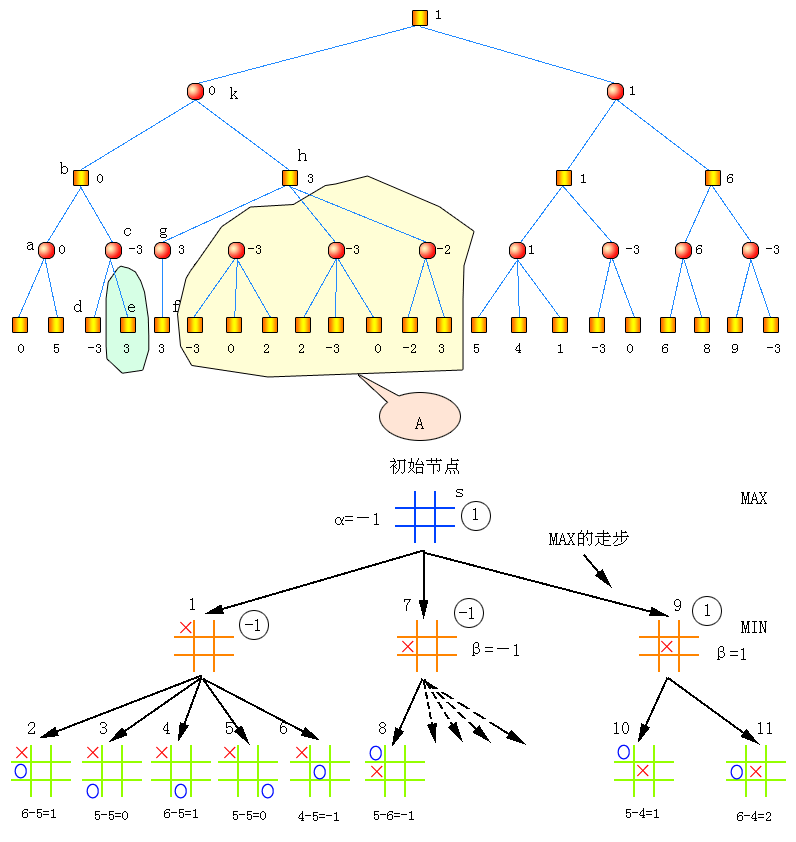 1
0 k 1
h
b 0 3 1 6
c g
a 0 -3 3 -3 -3 -2 1 -3 6 -3
d e f
0 5 -3 3 3 -3 0 2 2 -3 0 -2 3 5 4 1 -3 0 6 8 9 -3
A
初始节点
S
MAX
α=-1 1
MAX的走步
1 7 9
× -1 -1 1
MIN
× ×
β=-1 β=1
2 3 4 5 6 8 10 11
× × × × × O O
O O × × O ×
O O O
6-5=1 5-5=0 6-5=1 5-5=0 4-5=-1 5-6=-1 5-4=1 6-4=2